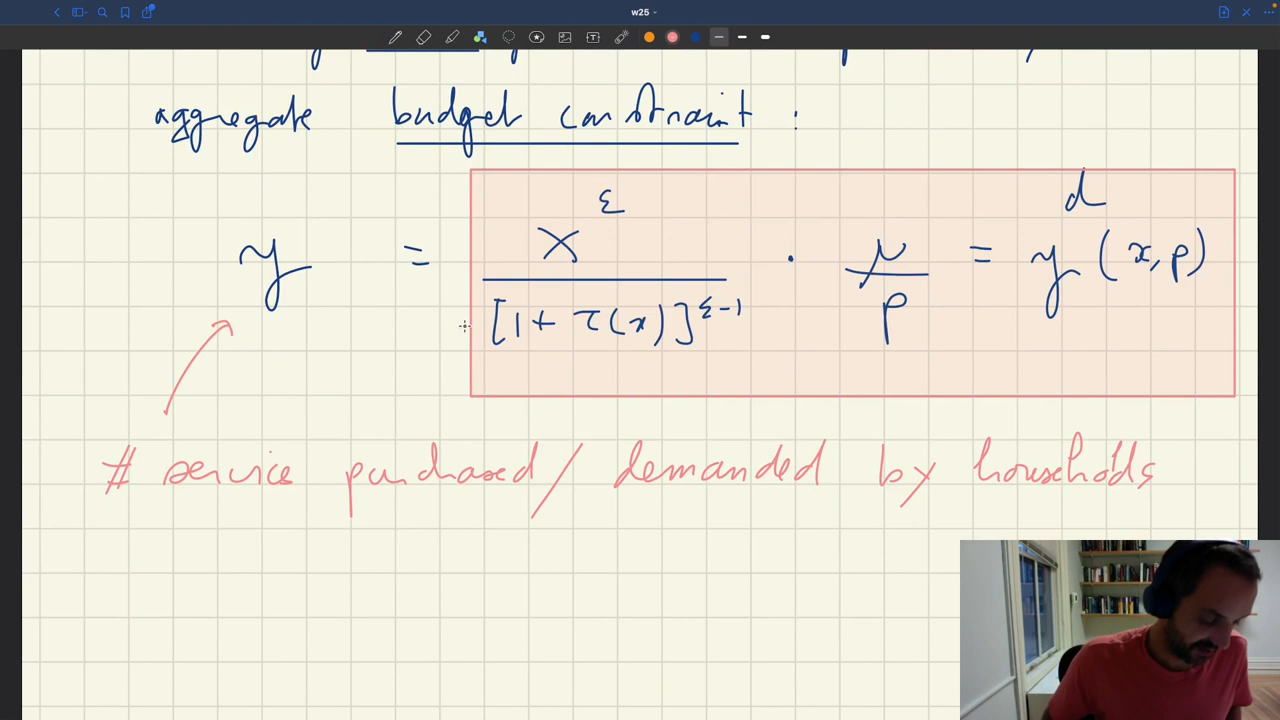 w25
aggregate budget constraint :
y = x^ε / [1 + τ(x)]^(ε-1) · μ/p = y^d (x, p)
# service purchased / demanded by households